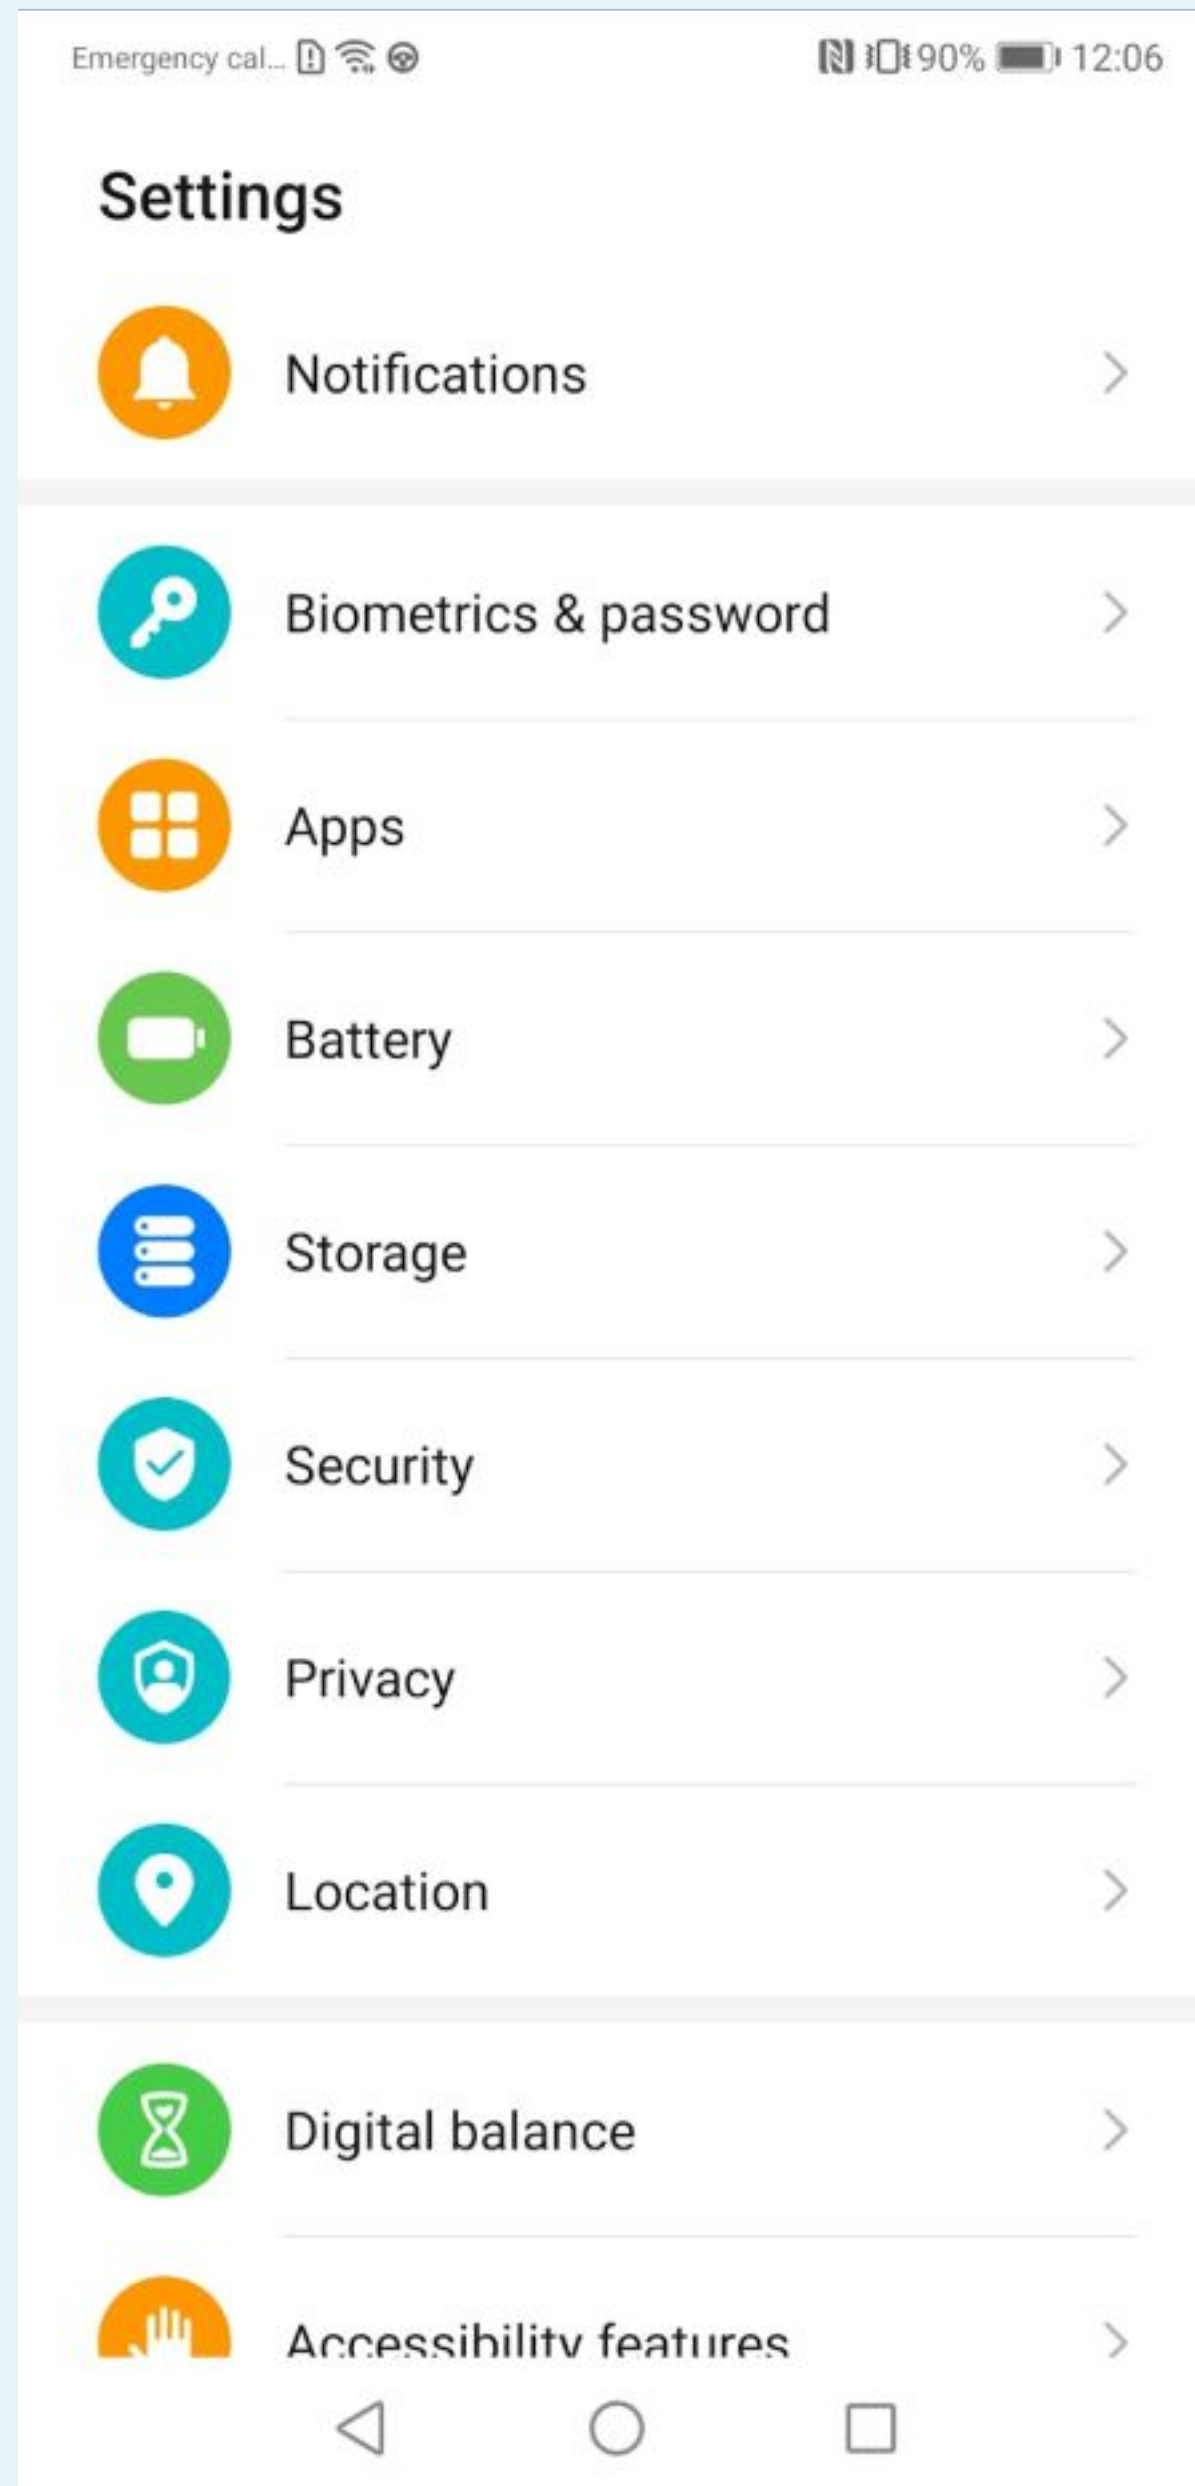 Emergency cal... 90% 12:06
Settings
Notifications
Biometrics & password
Apps
Battery
Storage
Security
Privacy
Location
Digital balance
Accessibility features